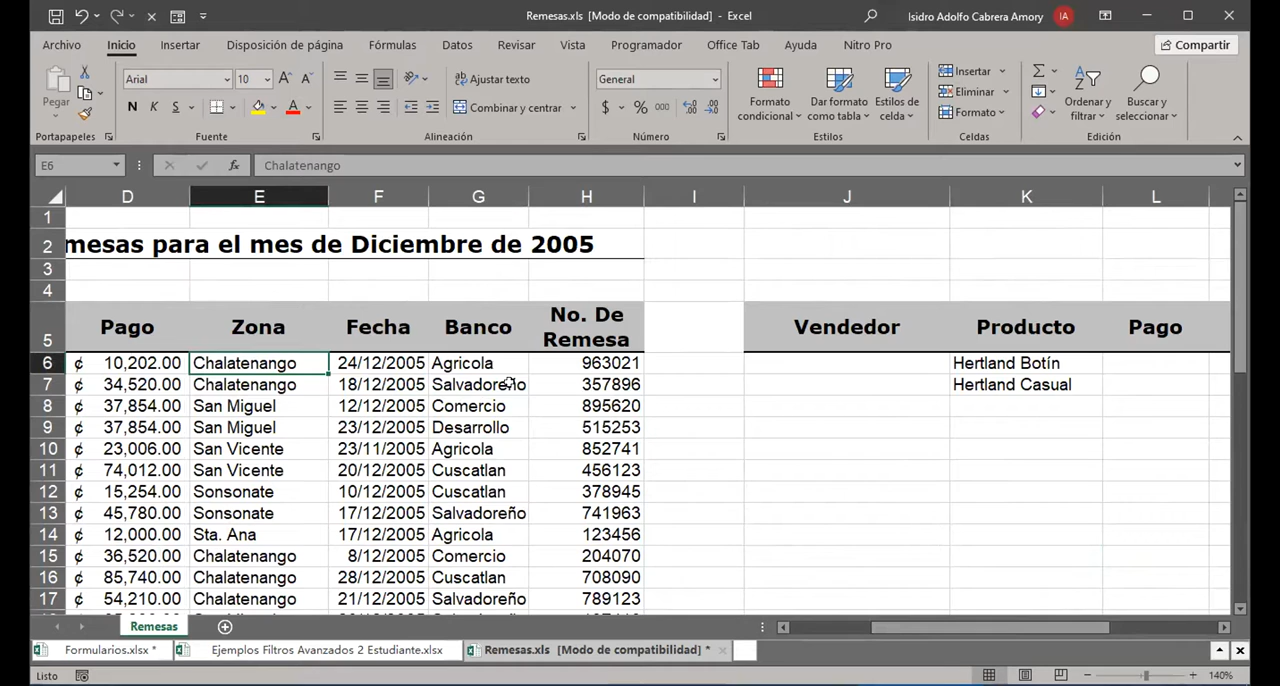 Remesas.xls [Modo de compatibilidad] - Excel
Isidro Adolfo Cabrera Amory IA
Archivo Inicio Insertar Disposición de página Fórmulas Datos Revisar Vista Programador Office Tab Ayuda Nitro Pro Compartir
Pegar
Portapapeles
Arial 10
N K S
Fuente
Ajustar texto
Combinar y centrar
Alineación
General
$ % 000
Número
Formato condicional
Dar formato como tabla
Estilos de celda
Estilos
Insertar
Eliminar
Formato
Celdas
Ordenar y filtrar
Buscar y seleccionar
Edición
E6 fx Chalatenango
D E F G H I J K L
1
2 mesas para el mes de Diciembre de 2005
3
4
5 Pago Zona Fecha Banco No. De Remesa Vendedor Producto Pago
6 ₡ 10,202.00 Chalatenango 24/12/2005 Agricola 963021 Hertland Botín
7 ₡ 34,520.00 Chalatenango 18/12/2005 Salvadoreño 357896 Hertland Casual
8 ₡ 37,854.00 San Miguel 12/12/2005 Comercio 895620
9 ₡ 37,854.00 San Miguel 23/12/2005 Desarrollo 515253
10 ₡ 23,006.00 San Vicente 23/11/2005 Agricola 852741
11 ₡ 74,012.00 San Vicente 20/12/2005 Cuscatlan 456123
12 ₡ 15,254.00 Sonsonate 10/12/2005 Cuscatlan 378945
13 ₡ 45,780.00 Sonsonate 17/12/2005 Salvadoreño 741963
14 ₡ 12,000.00 Sta. Ana 17/12/2005 Agricola 123456
15 ₡ 36,520.00 Chalatenango 8/12/2005 Comercio 204070
16 ₡ 85,740.00 Chalatenango 28/12/2005 Cuscatlan 708090
17 ₡ 54,210.00 Chalatenango 21/12/2005 Salvadoreño 789123
Remesas
Formularios.xlsx * Ejemplos Filtros Avanzados 2 Estudiante.xlsx Remesas.xls [Modo de compatibilidad] *
Listo 140%